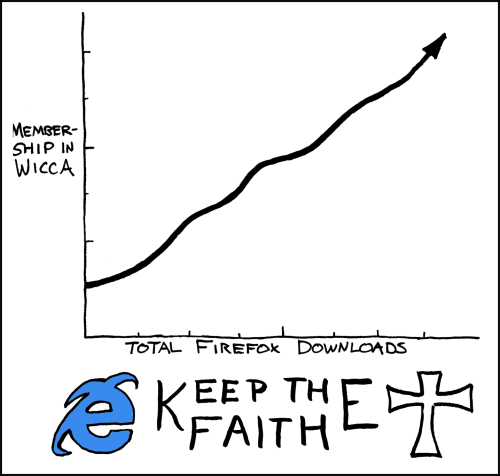 MEMBER-
SHIP IN
WICCA
TOTAL FIREFOX DOWNLOADS
KEEP THE
FAITH